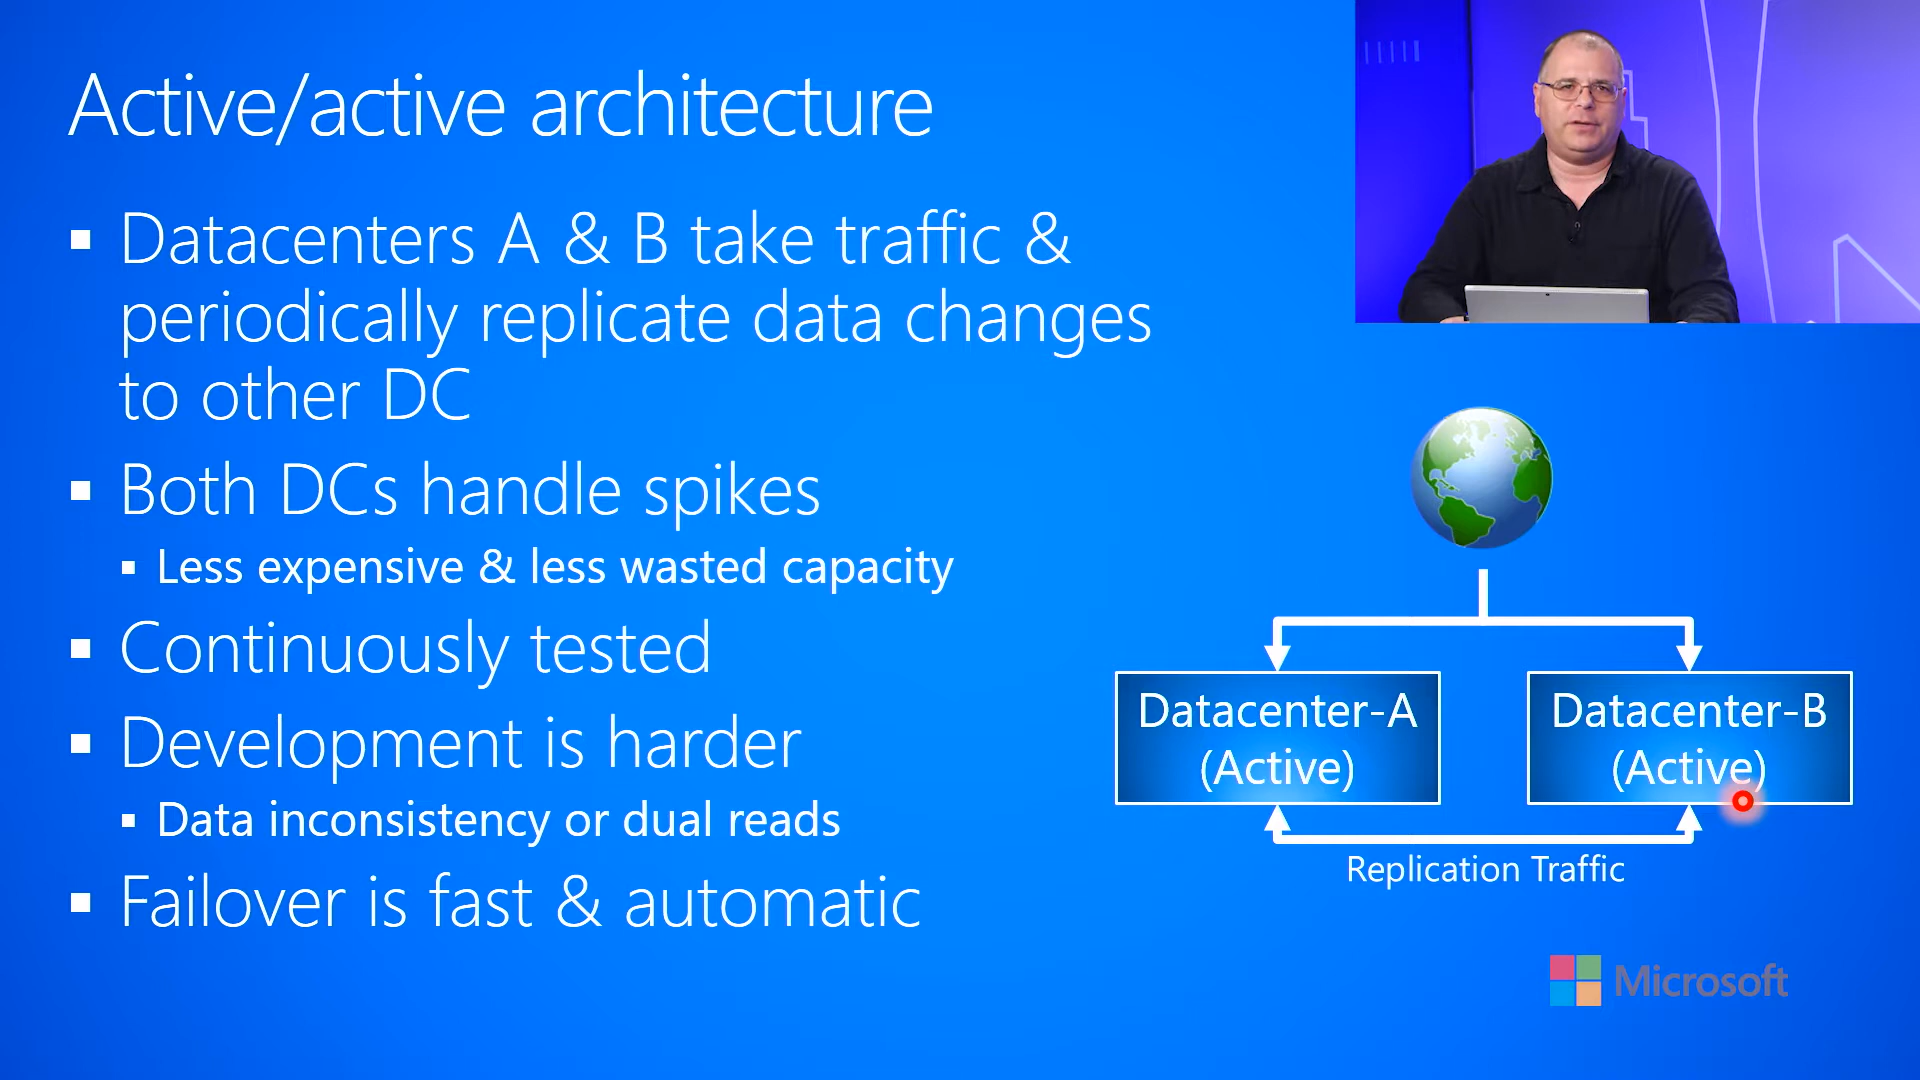 Active/active architecture
Datacenters A & B take traffic &
periodically replicate data changes
to other DC
Both DCs handle spikes
Less expensive & less wasted capacity
Continuously tested
Development is harder
Data inconsistency or dual reads
Failover is fast & automatic
Datacenter-A
(Active)
Datacenter-B
(Active)
Replication Traffic
Microsoft